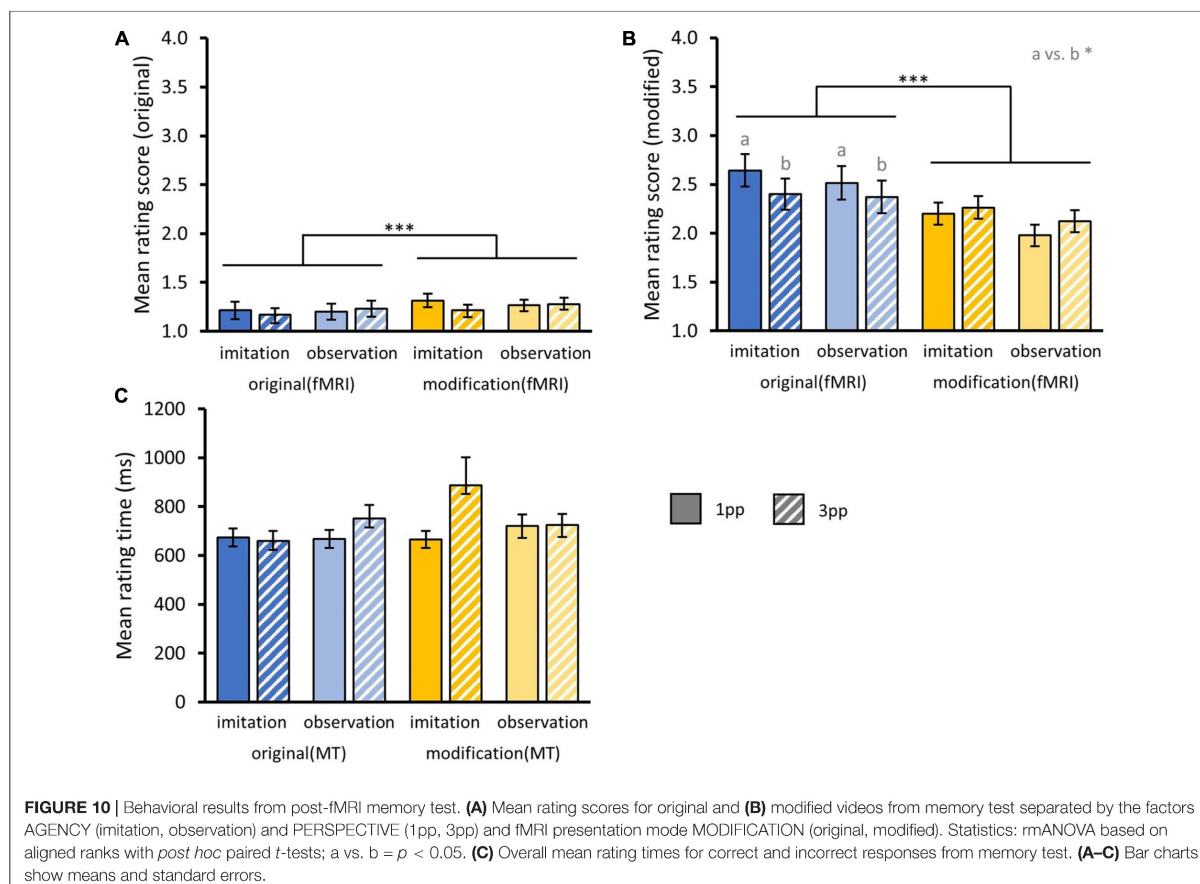 A
4.0
3.5
3.0
2.5
2.0
1.5
1.0
Mean rating score (original)
***
imitation observation imitation observation
original(fMRI) modification(fMRI)
B
4.0
3.5
3.0
2.5
2.0
1.5
1.0
Mean rating score (modified)
a vs. b *
***
a b a b
imitation observation imitation observation
original(fMRI) modification(fMRI)
C
1200
1000
800
600
400
200
0
Mean rating time (ms)
imitation observation imitation observation
original(MT) modification(MT)
1pp 3pp
FIGURE 10 | Behavioral results from post-fMRI memory test. (A) Mean rating scores for original and (B) modified videos from memory test separated by the factors
AGENCY (imitation, observation) and PERSPECTIVE (1pp, 3pp) and fMRI presentation mode MODIFICATION (original, modified). Statistics: rmANOVA based on
aligned ranks with post hoc paired t-tests; a vs. b = p < 0.05. (C) Overall mean rating times for correct and incorrect responses from memory test. (A–C) Bar charts
show means and standard errors.